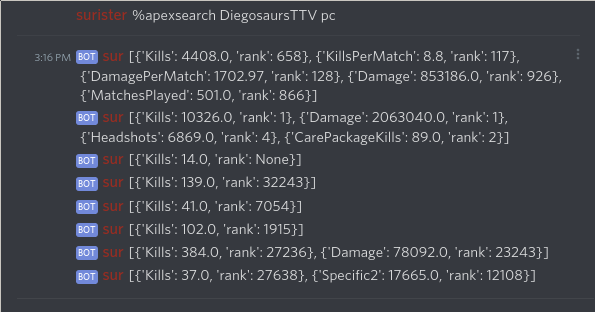 surister %apexsearch DiegosaursTTV pc
3:16 PM BOT sur [{'Kills': 4408.0, 'rank': 658}, {'KillsPerMatch': 8.8, 'rank': 117},
{'DamagePerMatch': 1702.97, 'rank': 128}, {'Damage': 853186.0, 'rank': 926},
{'MatchesPlayed': 501.0, 'rank': 866}]
BOT sur [{'Kills': 10326.0, 'rank': 1}, {'Damage': 2063040.0, 'rank': 1},
{'Headshots': 6869.0, 'rank': 4}, {'CarePackageKills': 89.0, 'rank': 2}]
BOT sur [{'Kills': 14.0, 'rank': None}]
BOT sur [{'Kills': 139.0, 'rank': 32243}]
BOT sur [{'Kills': 41.0, 'rank': 7054}]
BOT sur [{'Kills': 102.0, 'rank': 1915}]
BOT sur [{'Kills': 384.0, 'rank': 27236}, {'Damage': 78092.0, 'rank': 23243}]
BOT sur [{'Kills': 37.0, 'rank': 27638}, {'Specific2': 17665.0, 'rank': 12108}]